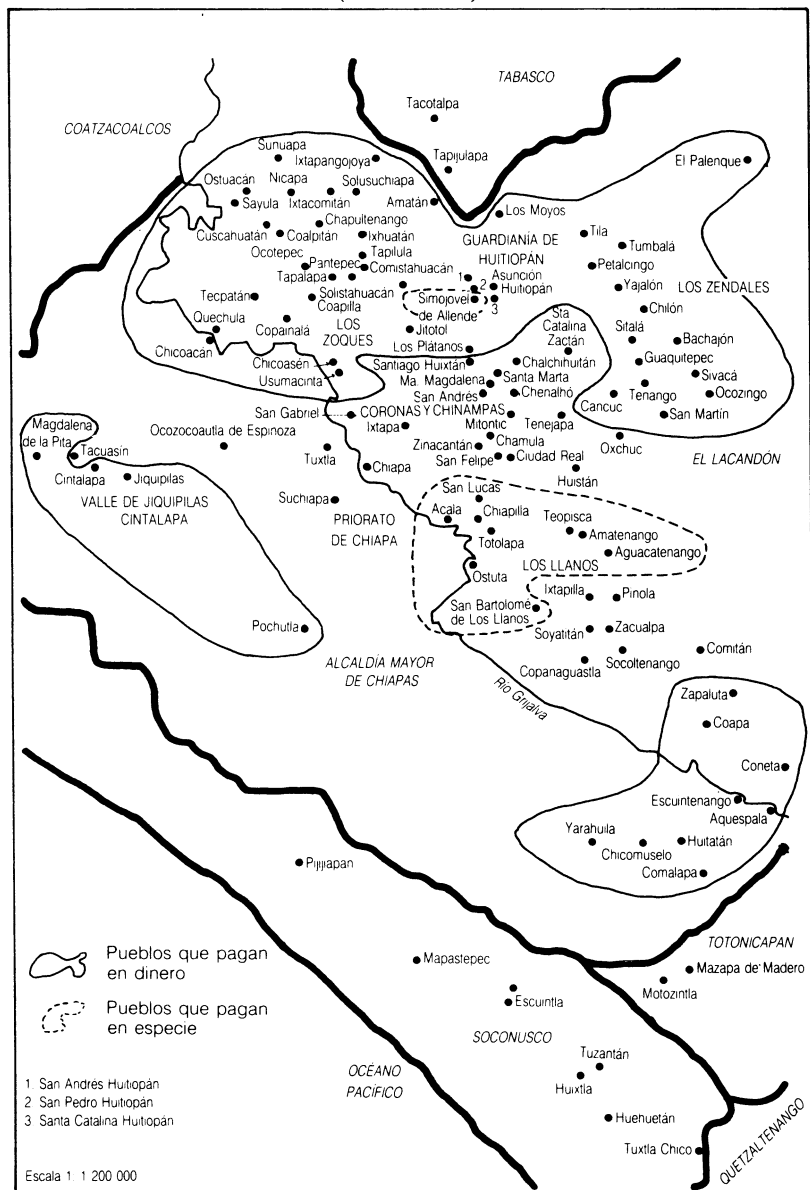 TABASCO
Tacotalpa
COATZACOALCOS
Tapijulapa
Sunuapa
Ixtapangojoya
El Palenque
Ostuacán
Nicapa
Solusuchiapa
Sayula
Ixtacomitán
Amatán
Los Moyos
Chapultenango
Cuscahuatán
Coalpitán
Ixhuatán
GUARDIANÍA DE
HUITIOPÁN
Tila
Tumbalá
Ocotepec
Tapilula
Pantepec
Comistahuacán
1
Asunción
Huitiopán
Petalcingo
Tapalapa
2
Yajalón
LOS ZENDALES
Tecpatán
Solistahuacán
Coapilla
Simojovel
de Allende
3
Chilón
Quechula
Copainalá
LOS
ZOQUES
Jitotol
Sta
Catalina
Zactán
Sitalá
Bachajón
Chicoacán
Los Plátanos
Chicoasén
Santiago Huixtán
Chalchihuitán
Guaquitepec
Usumacinta
Ma. Magdalena
Santa Marta
Sivacá
San Andrés
Chenalhó
Cancuc
Tenango
Ocozingo
San Gabriel
CORONAS Y CHINAMPAS
San Martín
Magdalena
de la Pita
Ocozocoautla de Espinoza
Ixtapa
Mitontic
Tenejapa
Tacuasín
Tuxtla
Zinacantán
Chamula
Oxchuc
Cintalapa
Jiquipilas
Chiapa
San Felipe
Ciudad Real
EL LACANDÓN
Huistán
VALLE DE JIQUIPILAS
CINTALAPA
Suchiapa
San Lucas
PRIORATO
DE CHIAPA
Acala
Chiapilla
Teopisca
Amatenango
Totolapa
Aguacatenango
Ostuta
LOS LLANOS
Ixtapilla
Pinola
San Bartolomé
de Los Llanos
Pochutla
Soyatitán
Zacualpa
ALCALDÍA MAYOR
DE CHIAPAS
Copanaguastla
Socoltenango
Comitán
Río Grijalva
Zapaluta
Coapa
Coneta
Escuintenango
Aquespala
Yarahuila
Huitatán
Chicomuselo
Comalapa
Pijijiapan
Pueblos que pagan
en dinero
TOTONICAPAN
Mapastepec
Mazapa de Madero
Motozintla
Pueblos que pagan
en especie
Escuintla
SOCONUSCO
OCÉANO
PACÍFICO
Tuzantán
Huixtla
1. San Andrés Huitiopán
2 San Pedro Huitiopán
3 Santa Catalina Huitiopán
Huehuetán
QUETZALTENANGO
Tuxtla Chico
Escala 1. 1 200 000